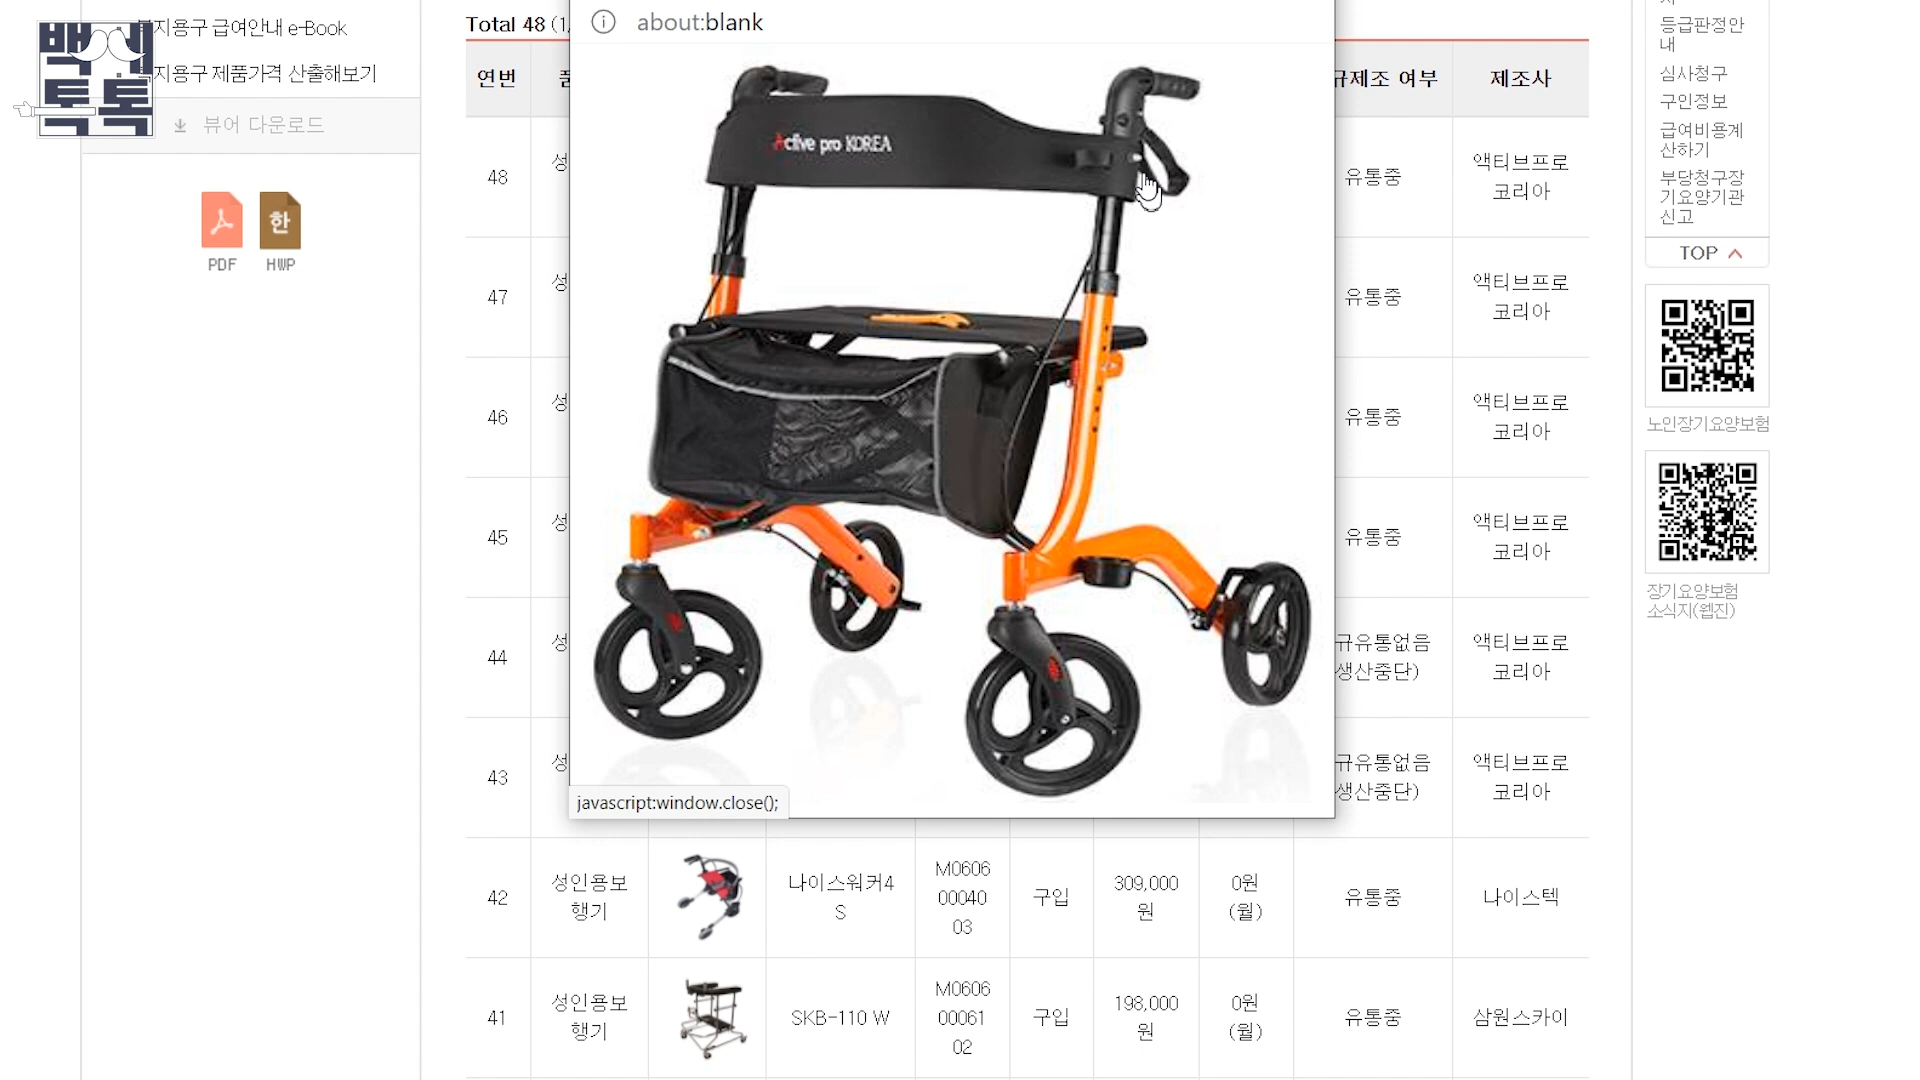 백세
톡톡
복지용구 급여안내 e-Book
복지용구 제품가격 산출해보기
뷰어 다운로드
PDF
한
HWP
Total 48 (1,
about:blank
Active pro KOREA
javascript:window.close();
연번
제조 여부
제조사
48
성
유통중
액티브프로
코리아
47
성
유통중
액티브프로
코리아
46
성
유통중
액티브프로
코리아
45
성
유통중
액티브프로
코리아
44
성
규유통없음
생산중단)
액티브프로
코리아
43
성
규유통없음
생산중단)
액티브프로
코리아
42
성인용보
행기
나이스워커4
S
M0606
00040
03
구입
309,000
원
0원
(월)
유통중
나이스텍
41
성인용보
행기
SKB-110 W
M0606
00061
02
구입
198,000
원
0원
(월)
유통중
삼원스카이
등급판정안
내
심사청구
구인정보
급여비용계
산하기
부당청구장
기요양기관
신고
TOP
노인장기요양보험
장기요양보험
소식지(웹진)